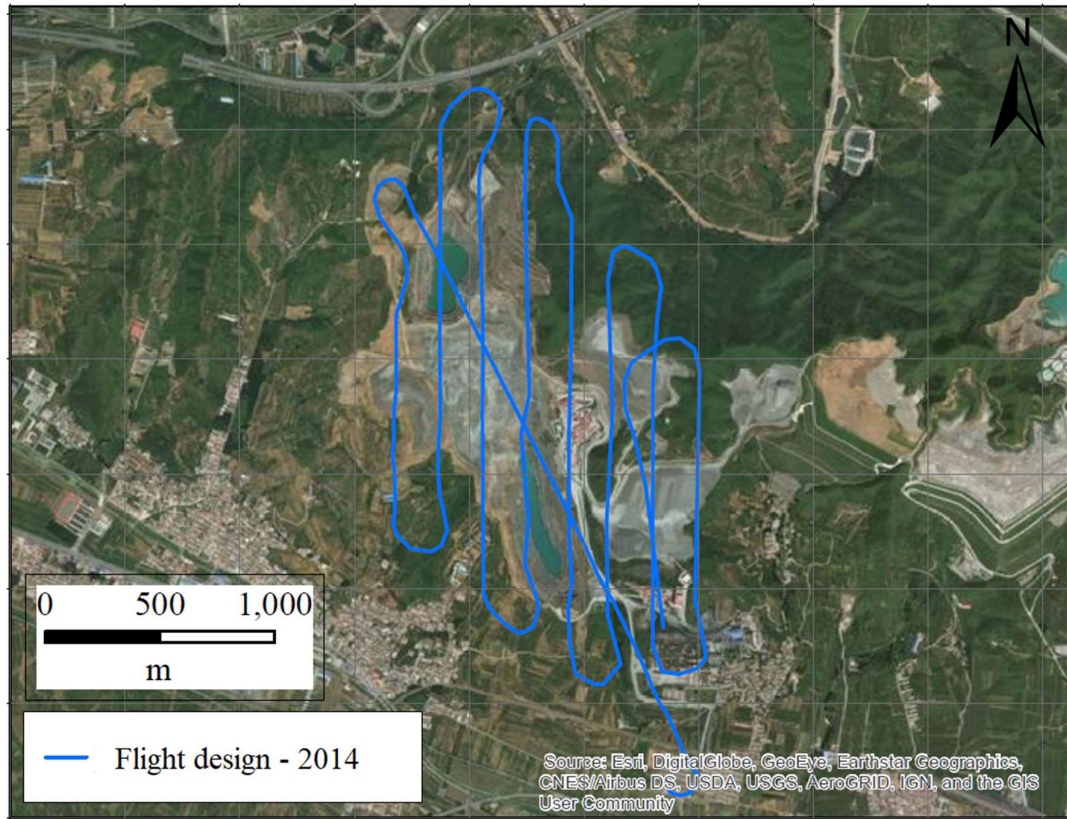 N
0 500 1,000
m
Flight design - 2014
Source: Esri, DigitalGlobe, GeoEye, Earthstar Geographics,
CNES/Airbus DS, USDA, USGS, AeroGRID, IGN, and the GIS
User Community